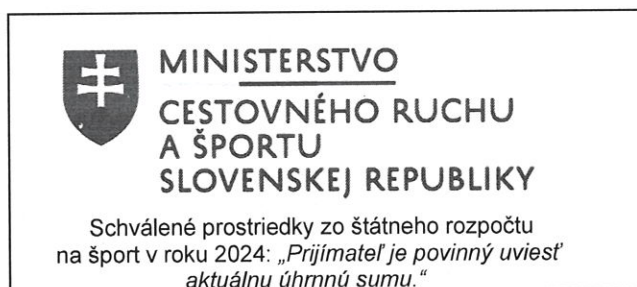 MINISTERSTVO
CESTOVNÉHO RUCHU
A ŠPORTU
SLOVENSKEJ REPUBLIKY
Schválené prostriedky zo štátneho rozpočtu
na šport v roku 2024: „Prijímateľ je povinný uviesť
aktuálnu úhrnnú sumu.“